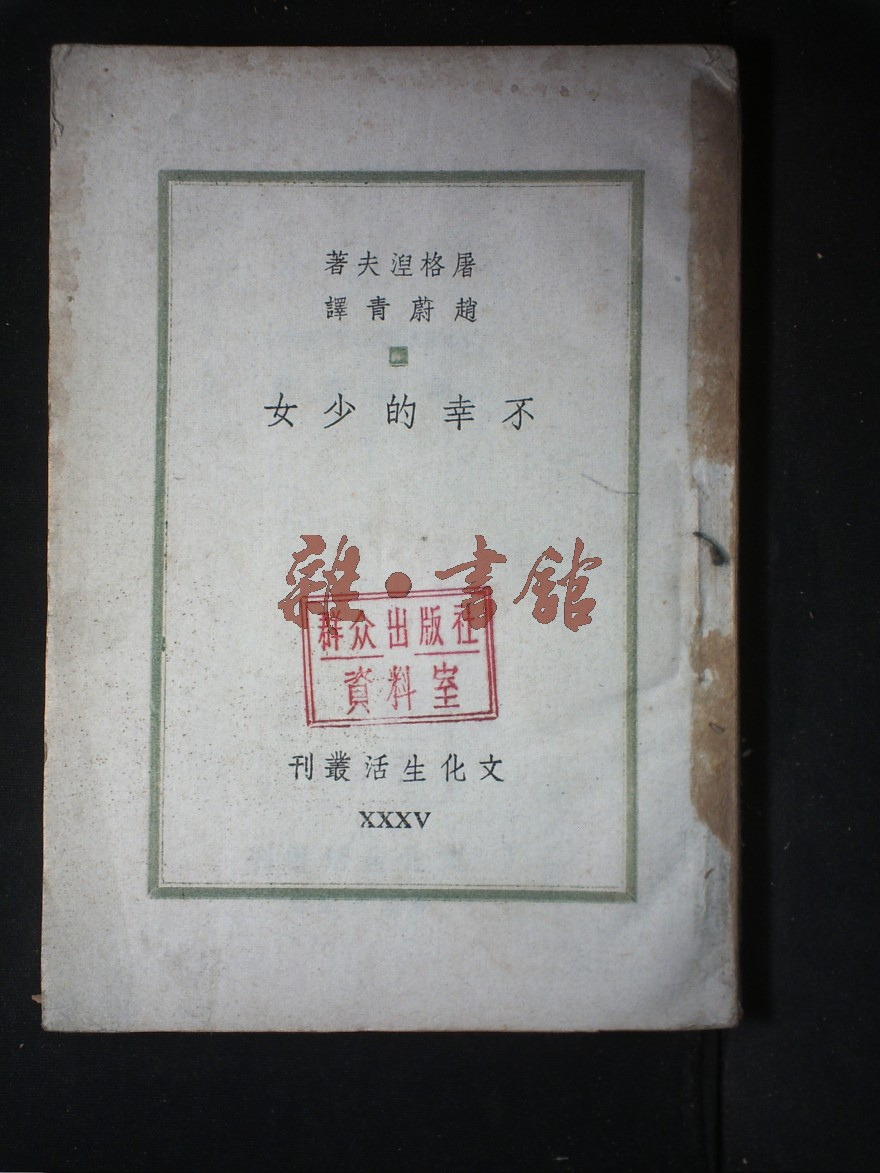 屠格涅夫著
趙蔚青譯
不幸的少女
雜·書館
群众出版社
資料室
文化生活叢刊
XXXV